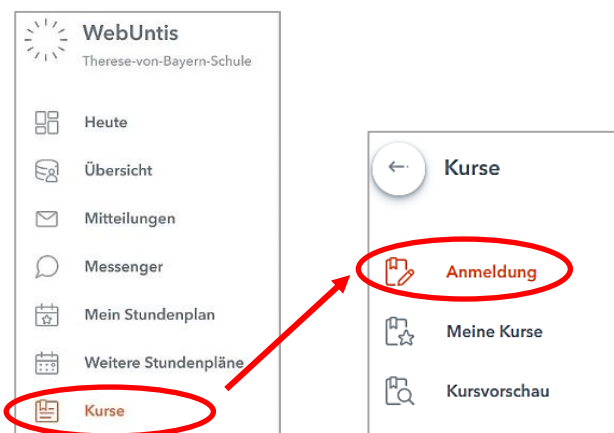 WebUntis
Therese-von-Bayern-Schule
Heute
Übersicht
Mitteilungen
Messenger
Mein Stundenplan
Weitere Stundenpläne
Kurse
Kurse
Anmeldung
Meine Kurse
Kursvorschau